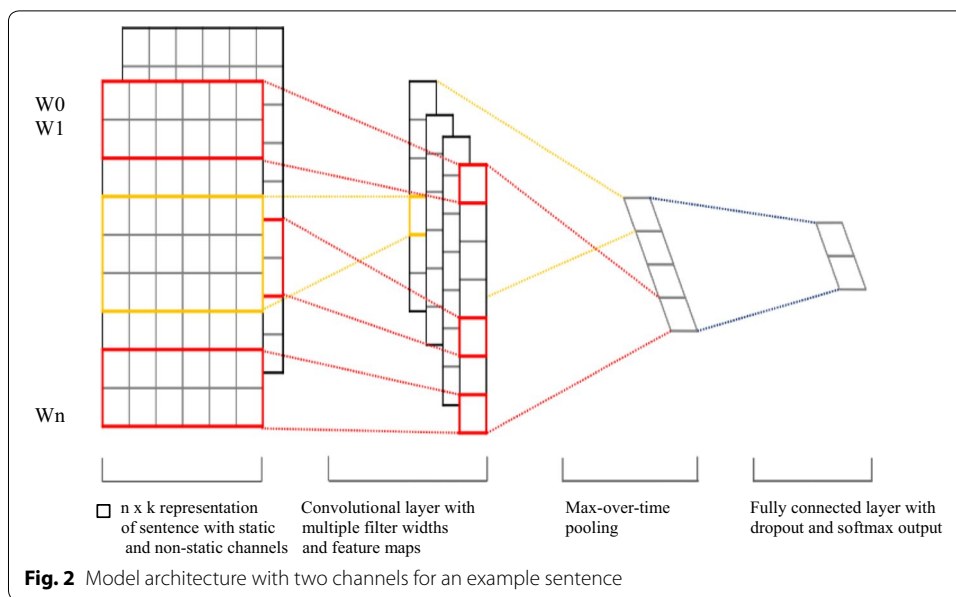 W0
W1
Wn
n x k representation
of sentence with static
and non-static channels
Convolutional layer with
multiple filter widths
and feature maps
Max-over-time
pooling
Fully connected layer with
dropout and softmax output
Fig. 2 Model architecture with two channels for an example sentence